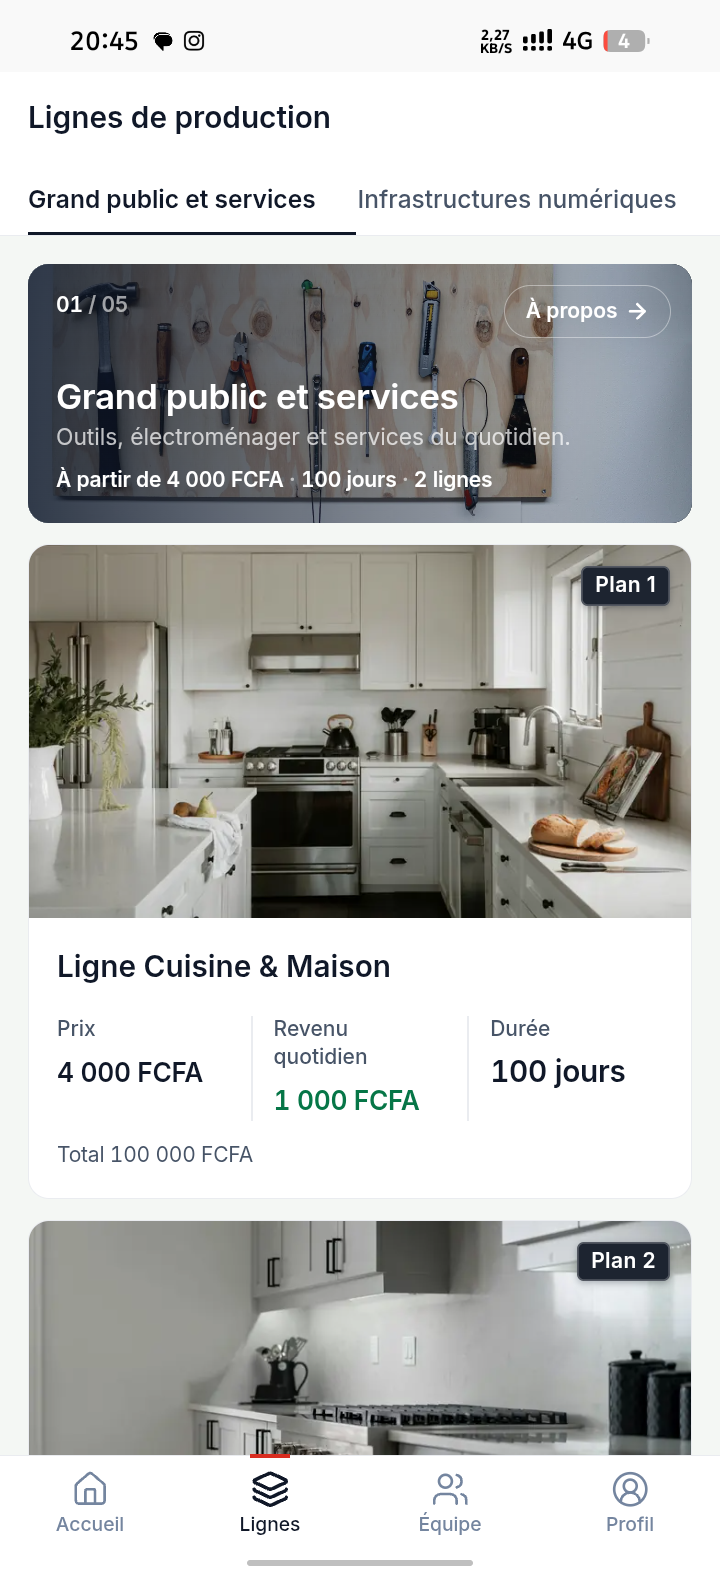 20:45
2,27
KB/S
4G
4
Lignes de production
Grand public et services
Infrastructures numériques
01 / 05
À propos →
Grand public et services
Outils, électroménager et services du quotidien.
À partir de 4 000 FCFA · 100 jours · 2 lignes
Plan 1
Ligne Cuisine & Maison
Prix
4 000 FCFA
Revenu
quotidien
1 000 FCFA
Durée
100 jours
Total 100 000 FCFA
Plan 2
Accueil
Lignes
Équipe
Profil